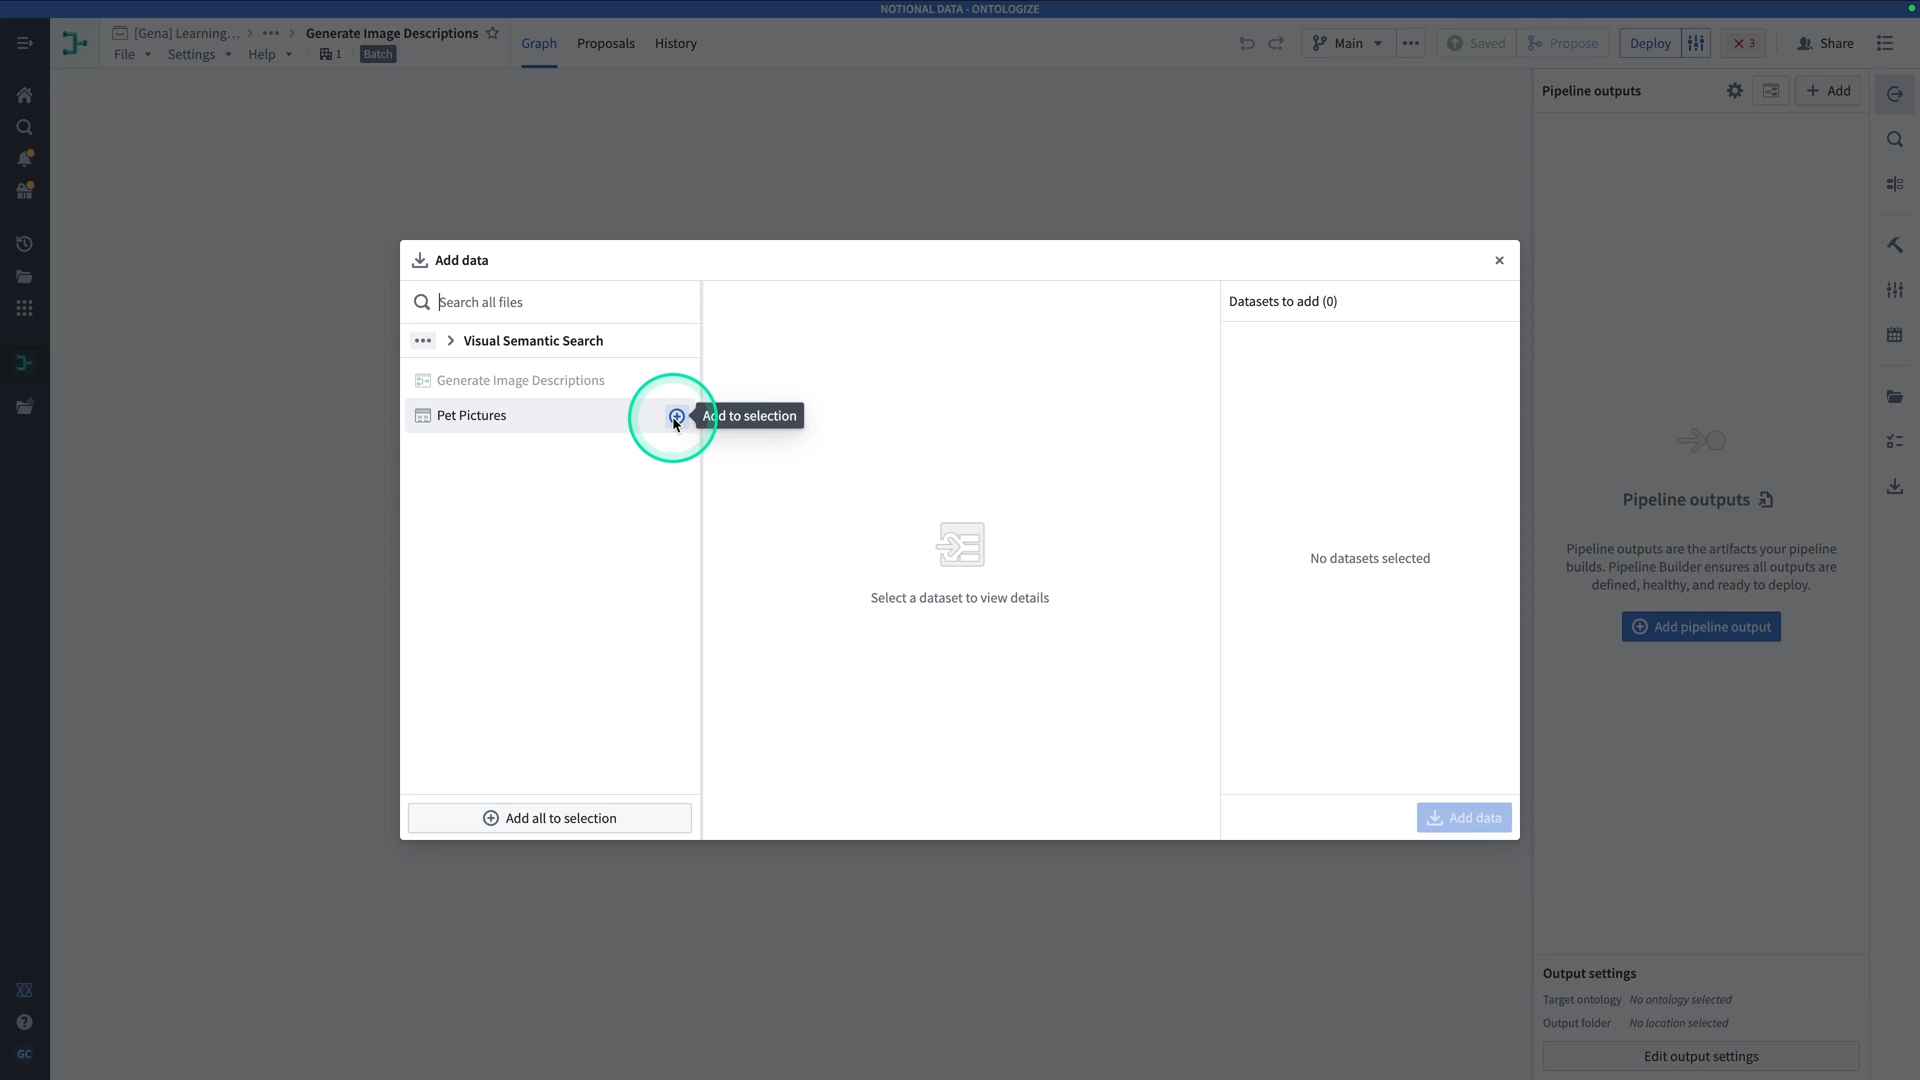 NOTIONAL DATA - ONTOLOGIZE
[Gena] Learning... > ••• > Generate Image Descriptions
File Settings Help 1 Batch
Graph Proposals History
Main ••• Saved Propose Deploy 3 Share
Pipeline outputs Add
Add data
Search all files
Datasets to add (0)
••• > Visual Semantic Search
Generate Image Descriptions
Pet Pictures
Add to selection
Select a dataset to view details
No datasets selected
Pipeline outputs
Pipeline outputs are the artifacts your pipeline
builds. Pipeline Builder ensures all outputs are
defined, healthy, and ready to deploy.
Add pipeline output
Add all to selection
Add data
Output settings
Target ontology No ontology selected
Output folder No location selected
Edit output settings
GC